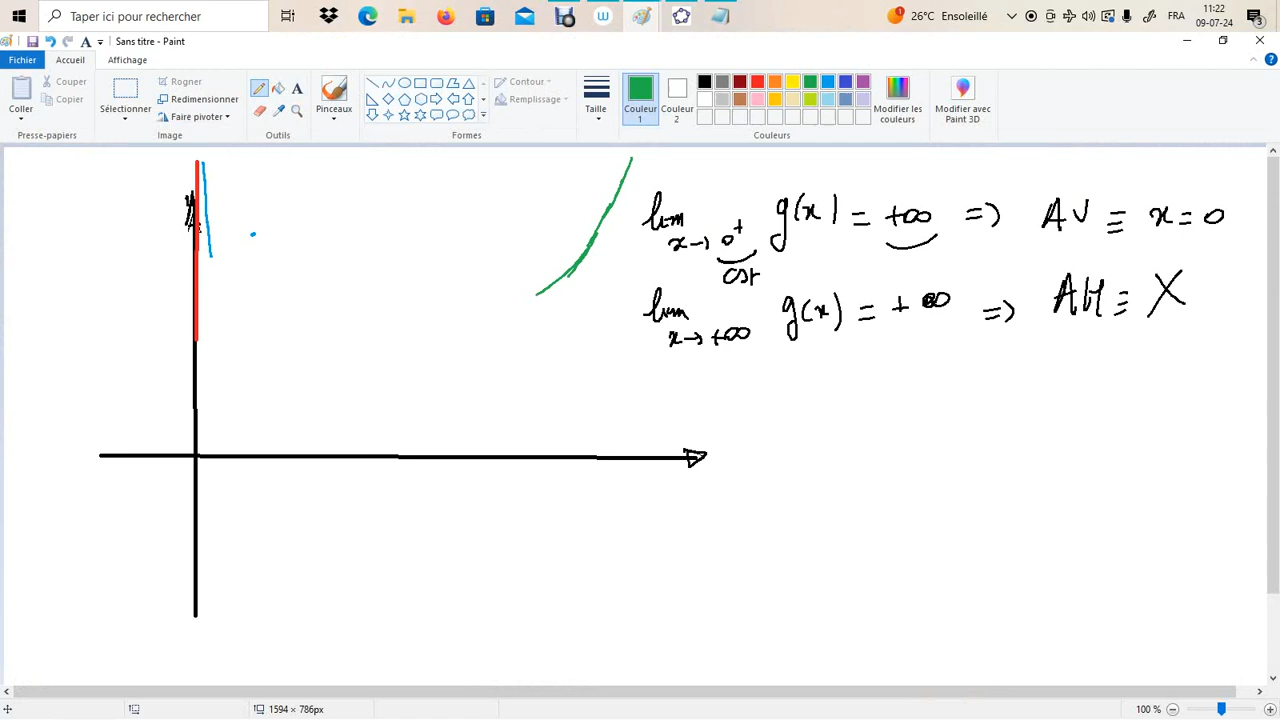 Taper ici pour rechercher
26°C Ensoleillé
FRA
11:22
09-07-24
3
Sans titre - Paint
Fichier
Accueil
Affichage
Coller
Couper
Copier
Presse-papiers
Sélectionner
Rogner
Redimensionner
Faire pivoter
Image
A
Outils
Pinceaux
Contour
Remplissage
Formes
Taille
Couleur 1
Couleur 2
Couleurs
Modifier les couleurs
Modifier avec Paint 3D
lim x→0⁺ g(x) = +∞ ⇒ AV ≡ x = 0
cst
lim x→+∞ g(x) = +∞ ⇒ AH ≡ X
1594 × 786px
100 %